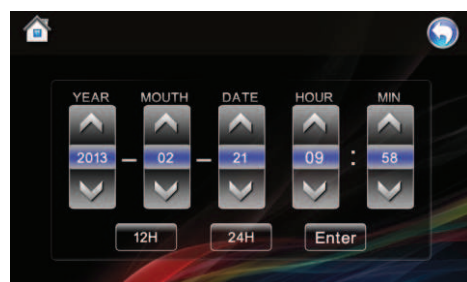 YEAR MOUTH DATE HOUR MIN
2013 – 02 – 21 09 : 58
12H 24H Enter